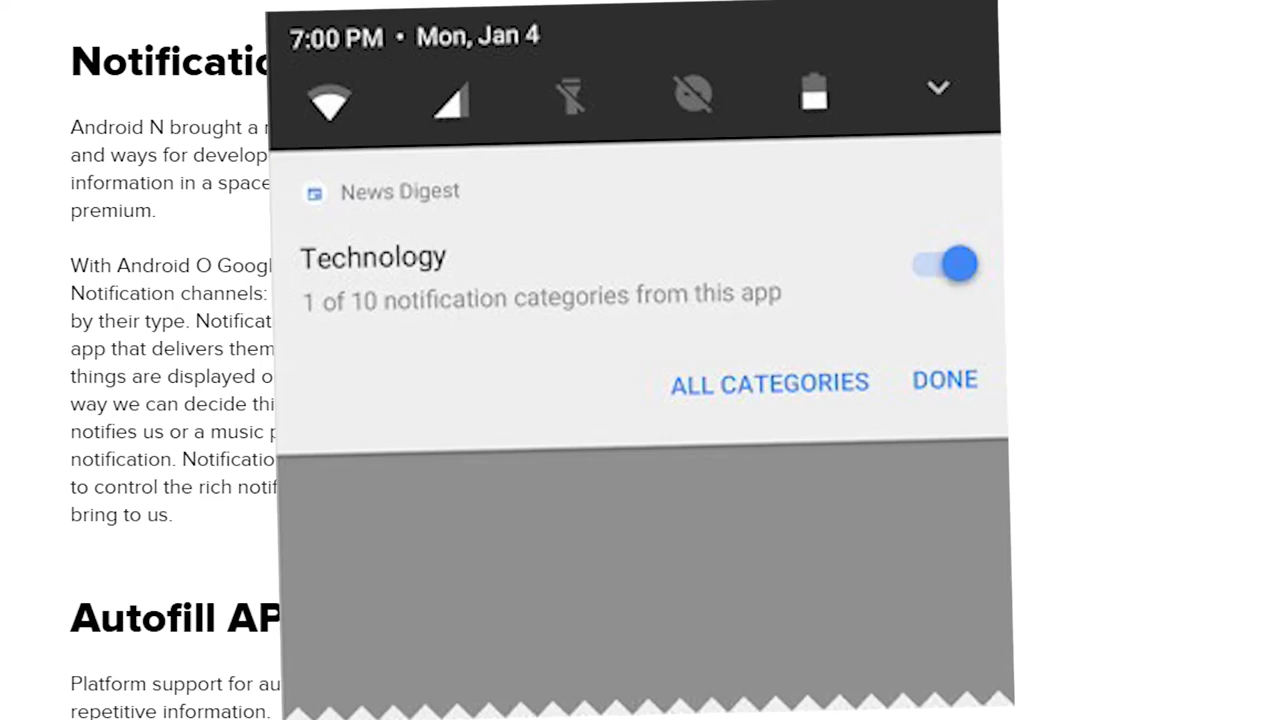 Notificatio
Android N brought a
and ways for develop
information in a space
premium.
With Android O Googl
Notification channels:
by their type. Notificat
app that delivers them
things are displayed o
way we can decide thi
notifies us or a music p
notification. Notificatio
to control the rich notif
bring to us.
Autofill AP
Platform support for au
repetitive information.
7:00 PM • Mon, Jan 4
News Digest
Technology
1 of 10 notification categories from this app
ALL CATEGORIES DONE